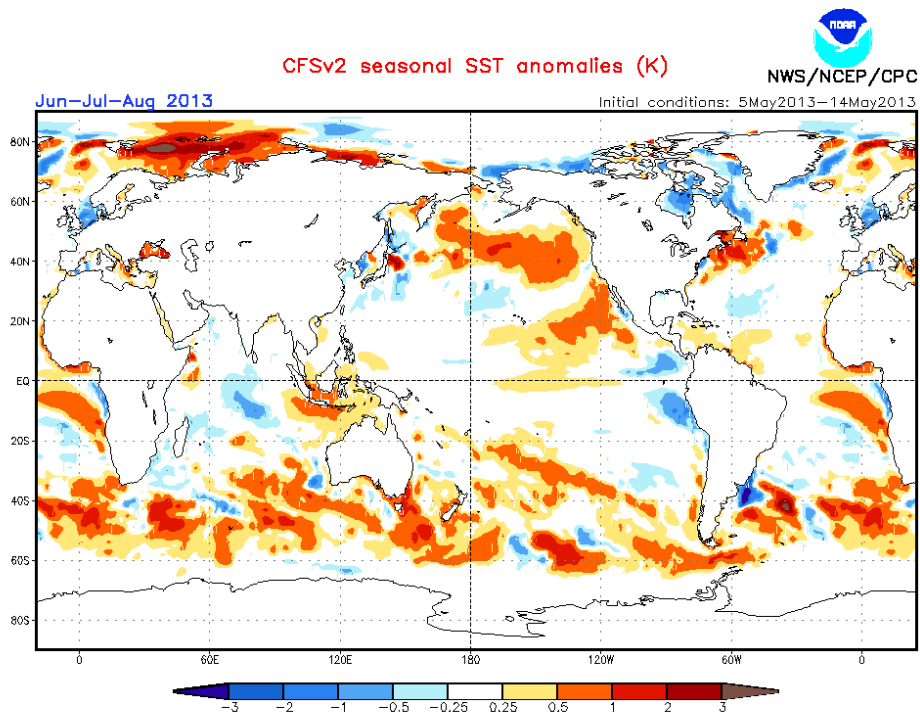 NOAA
NWS/NCEP/CPC
CFSv2 seasonal SST anomalies (K)
Jun-Jul-Aug 2013
Initial conditions: 5May2013-14May2013
80N
60N
40N
20N
EQ
20S
40S
60S
80S
0 60E 120E 180 120W 60W 0
-3 -2 -1 -0.5 -0.25 0.25 0.5 1 2 3